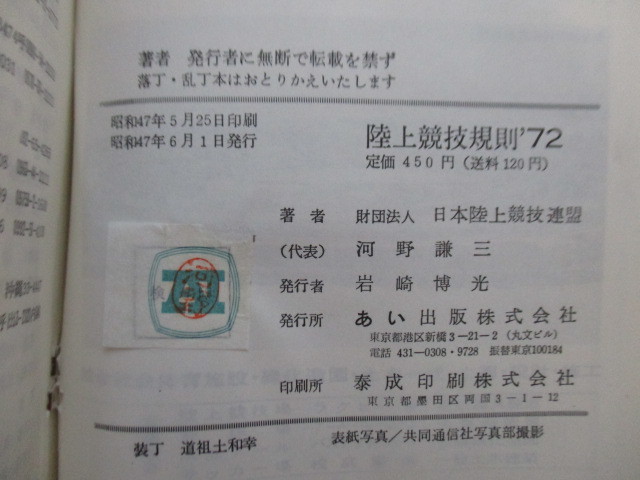 著者　発行者に無断で転載を禁ず
落丁・乱丁本はおとりかえいたします
昭和47年5月25日印刷
昭和47年6月1日発行
陸上競技規則'72
定価 450円（送料120円）
著者　財団法人　日本陸上競技連盟
（代表）　河野謙三
発行者　岩崎博光
発行所　あい出版株式会社
東京都港区新橋3-21-2（丸文ビル）
電話 431-0308・9728　振替東京100184
印刷所　泰成印刷株式会社
東京都墨田区両国3-1-12
装丁　道祖土和幸
表紙写真／共同通信社写真部撮影
検